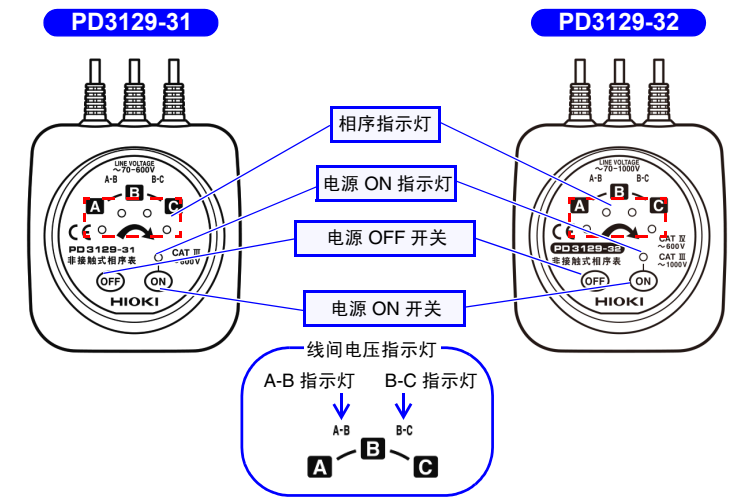 PD3129-31
PD3129-32
LINE VOLTAGE
~70-600V
A-B B-C
A B C
CE
PD3129-31
非接触式相序表
CAT III
~600V
OFF ON
HIOKI
相序指示灯
电源 ON 指示灯
电源 OFF 开关
电源 ON 开关
LINE VOLTAGE
~70-1000V
A-B B-C
A B C
CE
PD3129-32
非接触式相序表
CAT IV
~600V
CAT III
~1000V
OFF ON
HIOKI
线间电压指示灯
A-B 指示灯 B-C 指示灯
A-B B-C
A B C